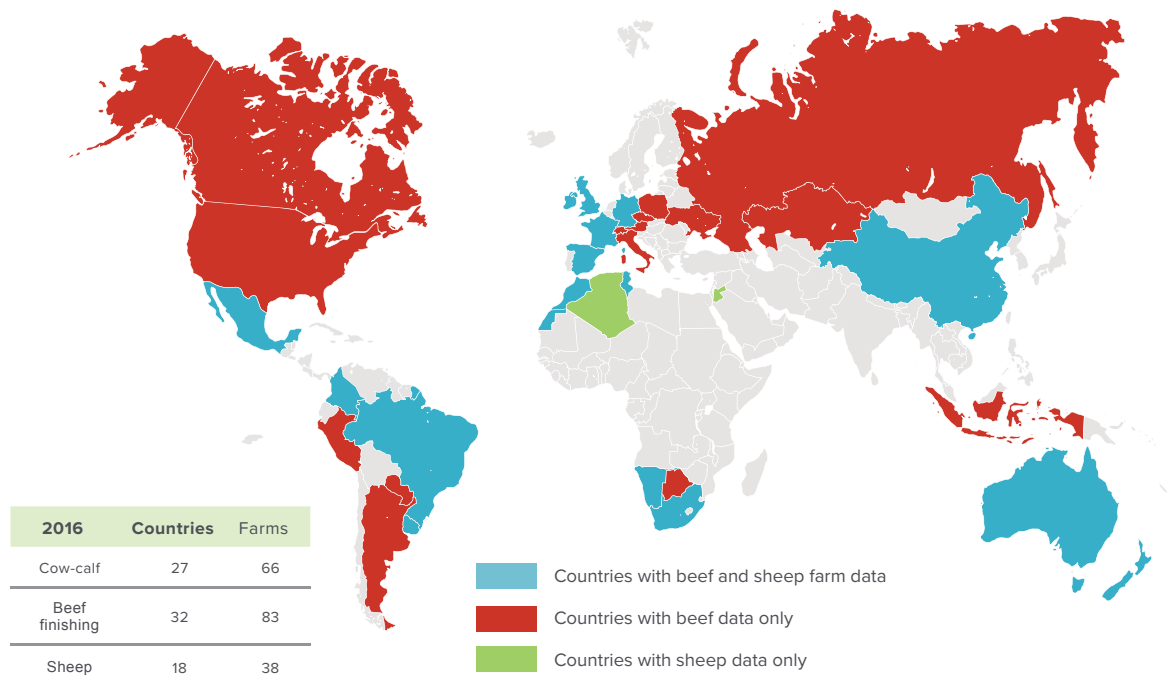 2016 Countries Farms
Cow-calf 27 66
Beef
finishing 32 83
Sheep 18 38
Countries with beef and sheep farm data
Countries with beef data only
Countries with sheep data only